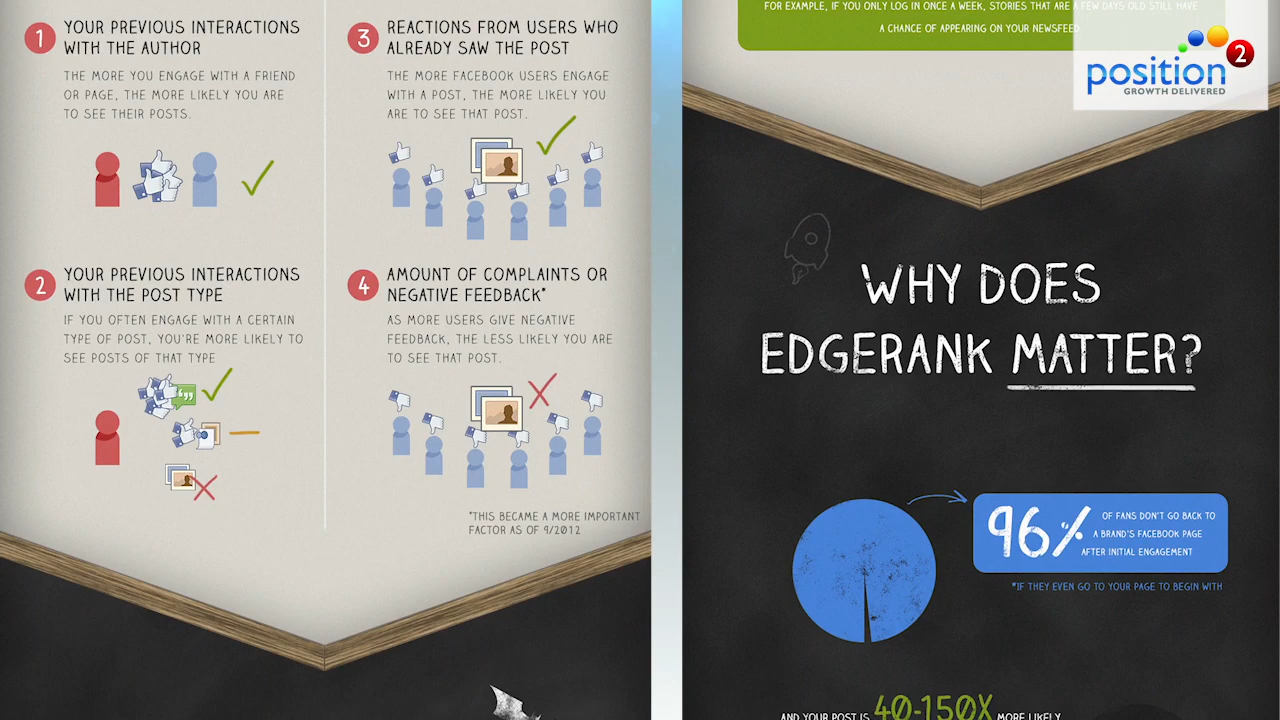 1
YOUR PREVIOUS INTERACTIONS
WITH THE AUTHOR
THE MORE YOU ENGAGE WITH A FRIEND
OR PAGE, THE MORE LIKELY YOU ARE
TO SEE THEIR POSTS.
2
YOUR PREVIOUS INTERACTIONS
WITH THE POST TYPE
IF YOU OFTEN ENGAGE WITH A CERTAIN
TYPE OF POST, YOU'RE MORE LIKELY TO
SEE POSTS OF THAT TYPE
3
REACTIONS FROM USERS WHO
ALREADY SAW THE POST
THE MORE FACEBOOK USERS ENGAGE
WITH A POST, THE MORE LIKELY YOU
ARE TO SEE THAT POST.
4
AMOUNT OF COMPLAINTS OR
NEGATIVE FEEDBACK*
AS MORE USERS GIVE NEGATIVE
FEEDBACK, THE LESS LIKELY YOU ARE
TO SEE THAT POST.
*THIS BECAME A MORE IMPORTANT
FACTOR AS OF 9/2012
FOR EXAMPLE, IF YOU ONLY LOG IN ONCE A WEEK, STORIES THAT ARE A FEW DAYS OLD STILL HAVE
A CHANCE OF APPEARING ON YOUR NEWSFEED
position2
GROWTH DELIVERED
WHY DOES
EDGERANK MATTER?
96%
OF FANS DON'T GO BACK TO
A BRAND'S FACEBOOK PAGE
AFTER INITIAL ENGAGEMENT
*IF THEY EVEN GO TO YOUR PAGE TO BEGIN WITH
AND YOUR POST IS 40-150X MORE LIKELY